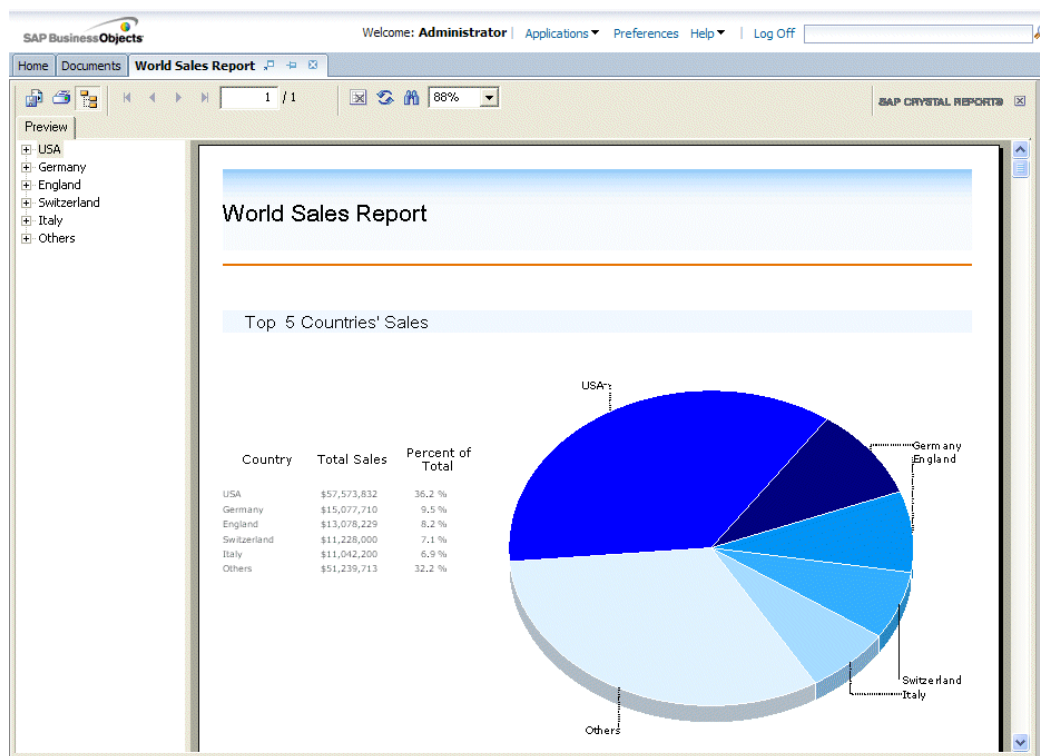 SAP BusinessObjects
Welcome: Administrator | Applications Preferences Help | Log Off
Home Documents World Sales Report
1 / 1 88% SAP CRYSTAL REPORTS
Preview
USA
Germany
England
Switzerland
Italy
Others
World Sales Report
Top 5 Countries' Sales
Country Total Sales Percent of Total
USA $57,573,832 36.2 %
Germany $15,077,710 9.5 %
England $13,078,229 8.2 %
Switzerland $11,228,000 7.1 %
Italy $11,042,200 6.9 %
Others $51,239,713 32.2 %
USA
Germany
England
Switzerland
Italy
Others